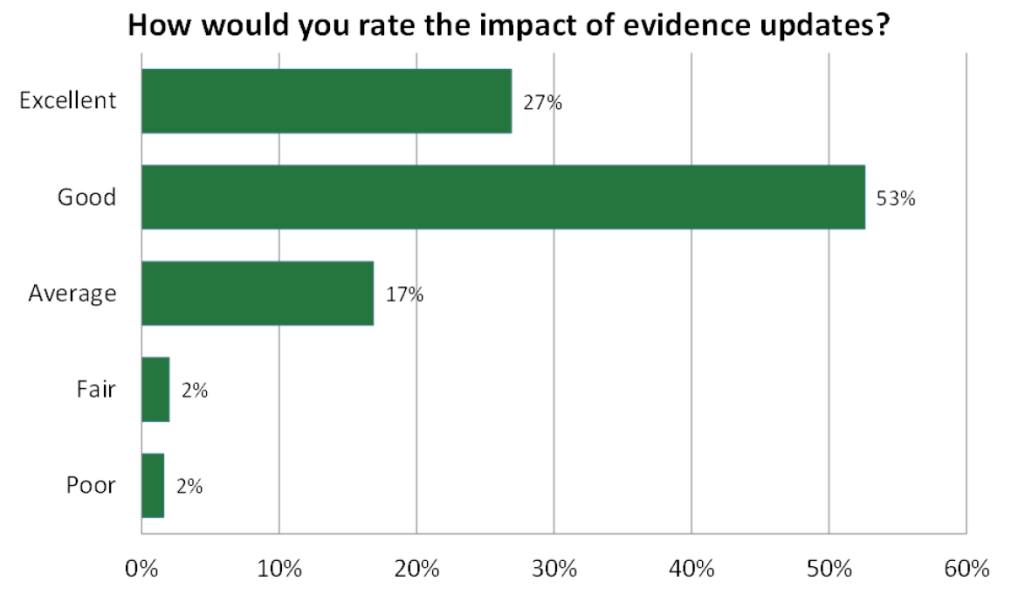 How would you rate the impact of evidence updates?
Excellent 27%
Good 53%
Average 17%
Fair 2%
Poor 2%
0% 10% 20% 30% 40% 50% 60%